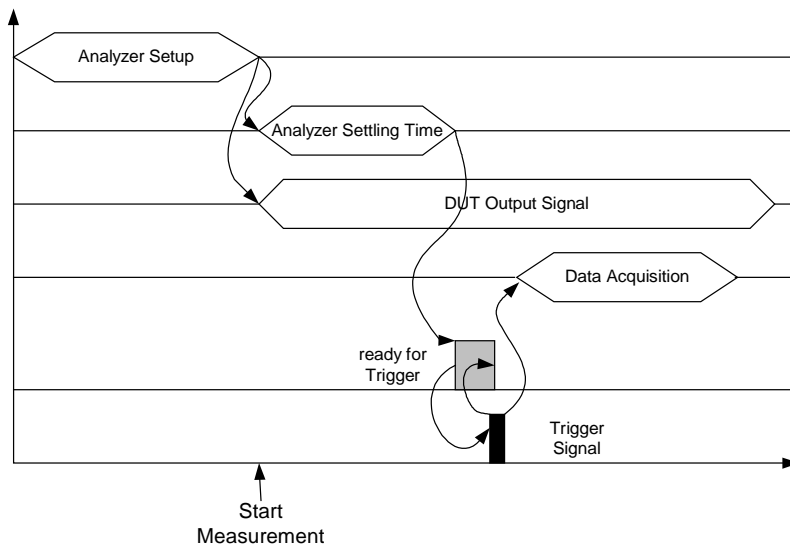 Analyzer Setup
Analyzer Settling Time
DUT Output Signal
Data Acquisition
ready for
Trigger
Trigger
Signal
Start
Measurement